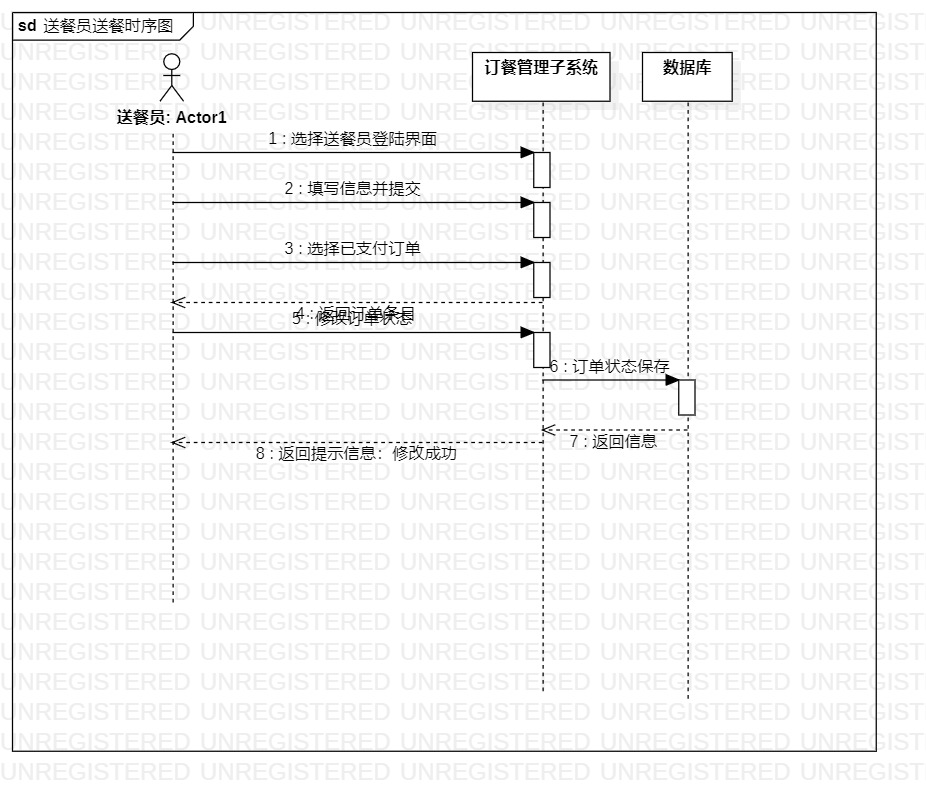 sd 送餐员送餐时序图
订餐管理子系统
数据库
送餐员: Actor1
1 : 选择送餐员登陆界面
2 : 填写信息并提交
3 : 选择已支付订单
4 : 返回订单条目
5 : 修改订单状态
6 : 订单状态保存
7 : 返回信息
8 : 返回提示信息：修改成功
UNREGISTERED